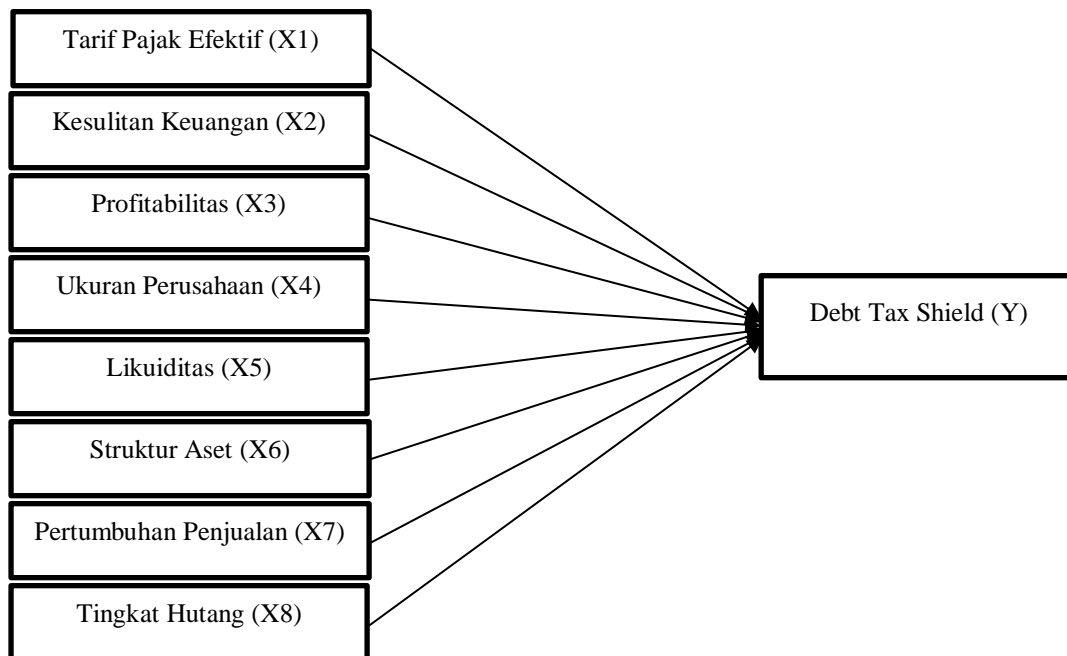 Tarif Pajak Efektif (X1)
Kesulitan Keuangan (X2)
Profitabilitas (X3)
Ukuran Perusahaan (X4)
Likuiditas (X5)
Struktur Aset (X6)
Pertumbuhan Penjualan (X7)
Tingkat Hutang (X8)
Debt Tax Shield (Y)